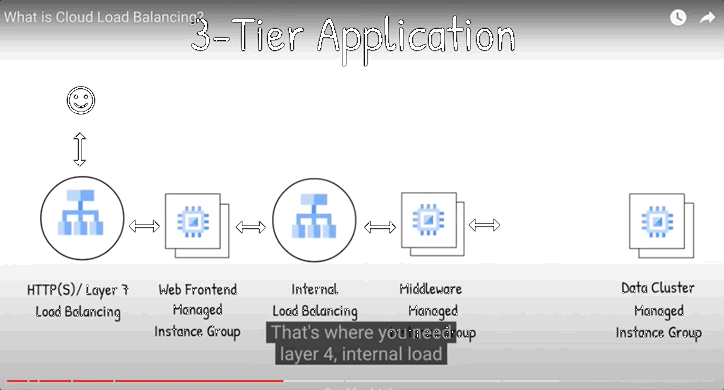 What is Cloud Load Balancing?
3-Tier Application
HTTP(S)/ Layer 7
Load Balancing
Web Frontend
Managed
Instance Group
Internal
Load Balancing
Middleware
Managed
Group
Data Cluster
Managed
Instance Group
That's where you need
layer 4, internal load